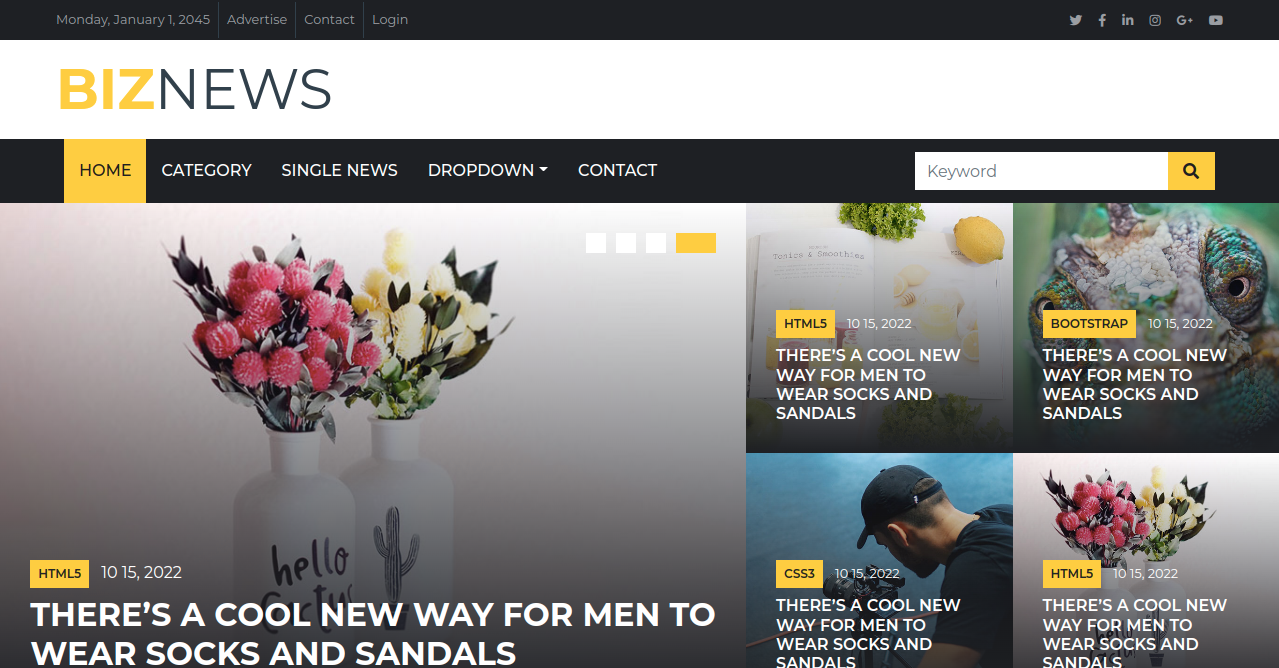 Monday, January 1, 2045 Advertise Contact Login
BIZNEWS
HOME CATEGORY SINGLE NEWS DROPDOWN CONTACT Keyword
hello
cactus
HTML5 10 15, 2022
THERE’S A COOL NEW WAY FOR MEN TO
WEAR SOCKS AND SANDALS
Tonics & Smoothies
HTML5 10 15, 2022
THERE’S A COOL NEW
WAY FOR MEN TO
WEAR SOCKS AND
SANDALS
BOOTSTRAP 10 15, 2022
THERE’S A COOL NEW
WAY FOR MEN TO
WEAR SOCKS AND
SANDALS
CSS3 10 15, 2022
THERE’S A COOL NEW
WAY FOR MEN TO
WEAR SOCKS AND
SANDALS
HTML5 10 15, 2022
THERE’S A COOL NEW
WAY FOR MEN TO
WEAR SOCKS AND
SANDALS